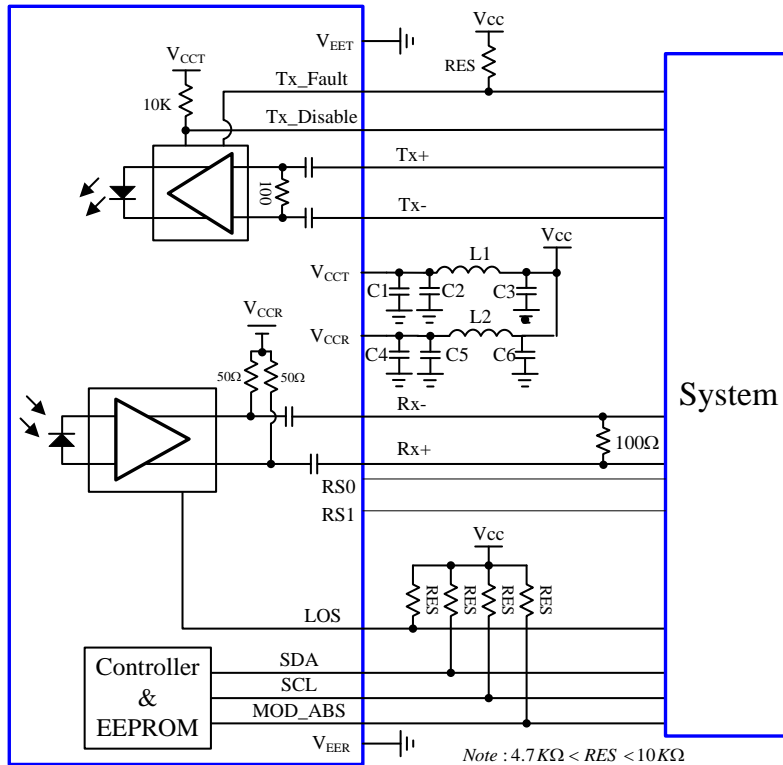 Vcc
V_EET
V_CCT
RES
Tx_Fault
10K
Tx_Disable
Tx+
100
Tx-
Vcc
L1
V_CCT
C1
C2
C3
V_CCR
L2
V_CCR
C4
C5
C6
50Ω
50Ω
System
Rx-
100Ω
Rx+
RS0
RS1
Vcc
RES
RES
RES
RES
LOS
Controller
&
EEPROM
SDA
SCL
MOD_ABS
V_EER
Note : 4.7KΩ < RES < 10KΩ